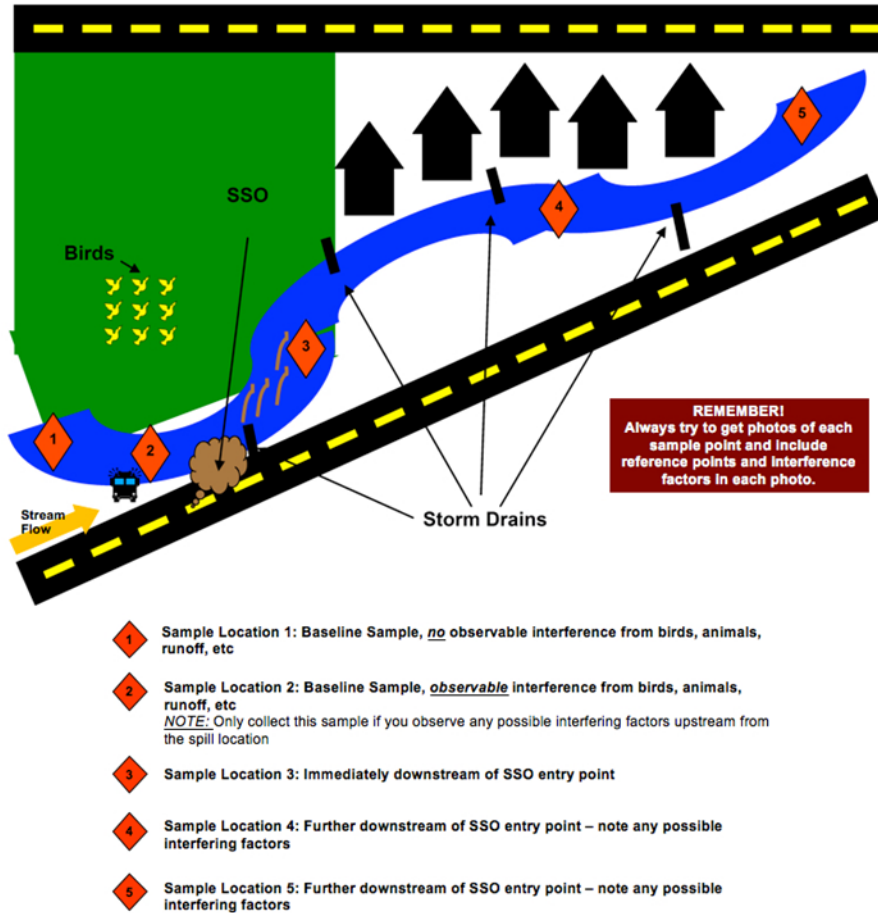 SSO
Birds
5
4
3
1
2
REMEMBER!
Always try to get photos of each
sample point and include
reference points and interference
factors in each photo.
Stream
Flow
Storm Drains
1
Sample Location 1: Baseline Sample, no observable interference from birds, animals,
runoff, etc
2
Sample Location 2: Baseline Sample, observable interference from birds, animals,
runoff, etc
NOTE: Only collect this sample if you observe any possible interfering factors upstream from
the spill location
3
Sample Location 3: Immediately downstream of SSO entry point
4
Sample Location 4: Further downstream of SSO entry point – note any possible
interfering factors
5
Sample Location 5: Further downstream of SSO entry point – note any possible
interfering factors